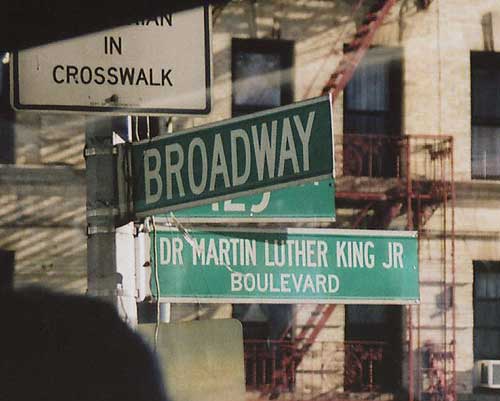 IN
CROSSWALK
BROADWAY
DR MARTIN LUTHER KING JR
BOULEVARD